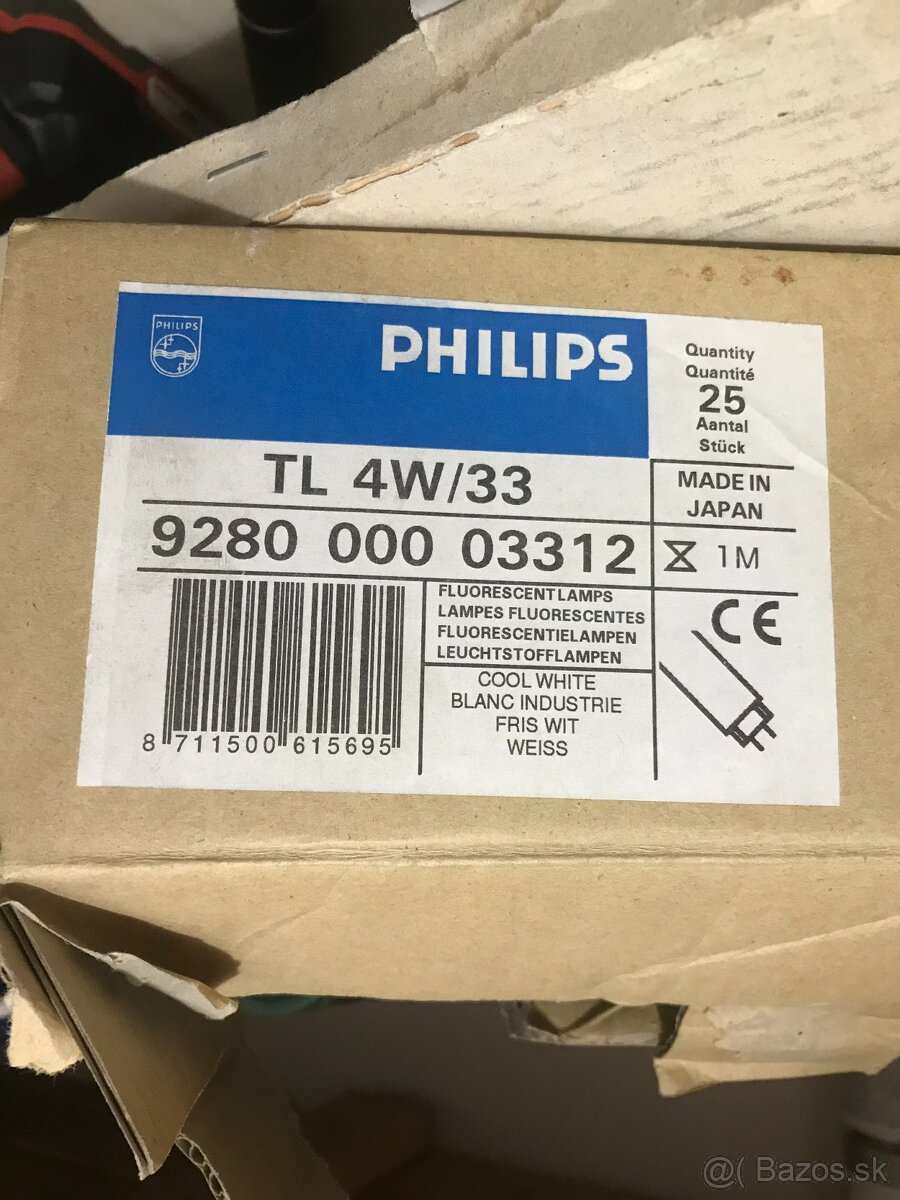 PHILIPS
PHILIPS
Quantity
Quantité
25
Aantal
Stück
TL 4W/33
MADE IN
JAPAN
9280 000 03312
1M
FLUORESCENT LAMPS
LAMPES FLUORESCENTES
FLUORESCENTIELAMPEN
LEUCHTSTOFFLAMPEN
CE
COOL WHITE
BLANC INDUSTRIE
FRIS WIT
WEISS
8 711500 615695
@( Bazos.sk